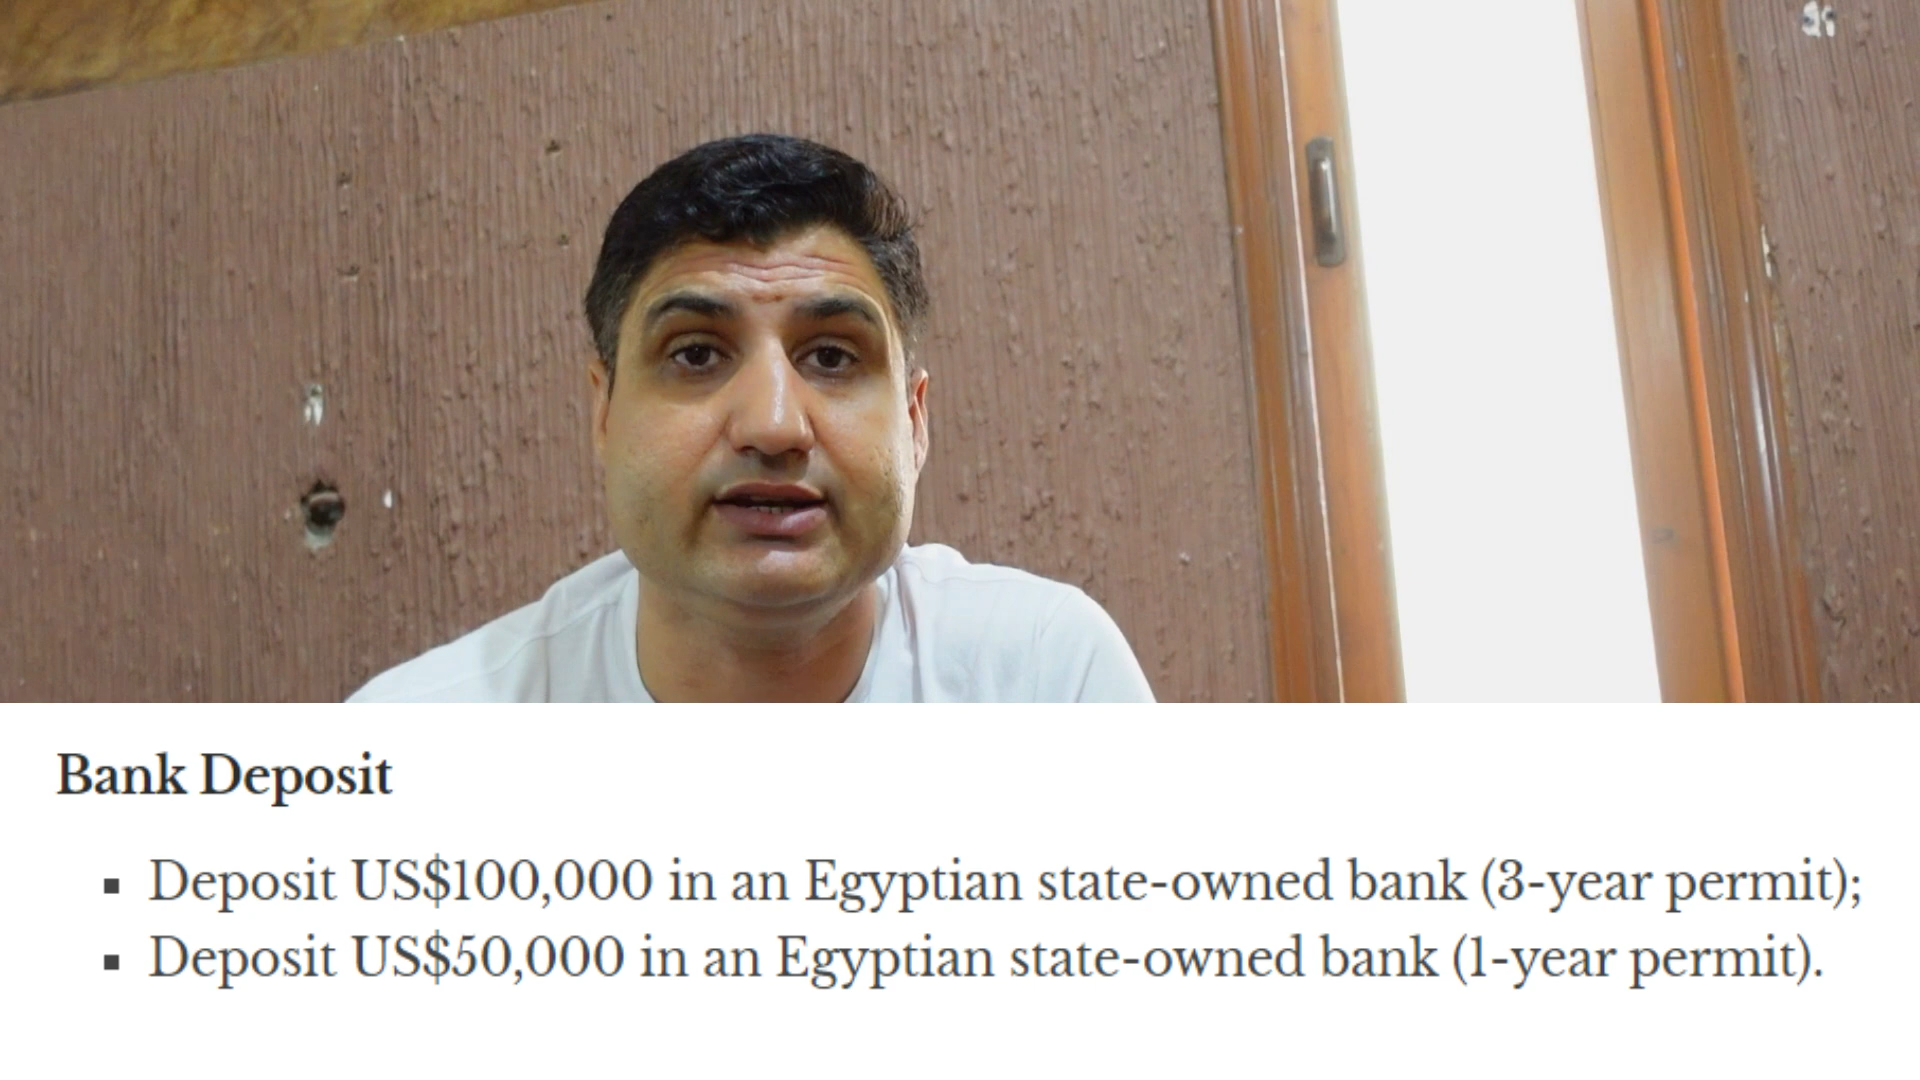 Bank Deposit
Deposit US$100,000 in an Egyptian state-owned bank (3-year permit);
Deposit US$50,000 in an Egyptian state-owned bank (1-year permit).